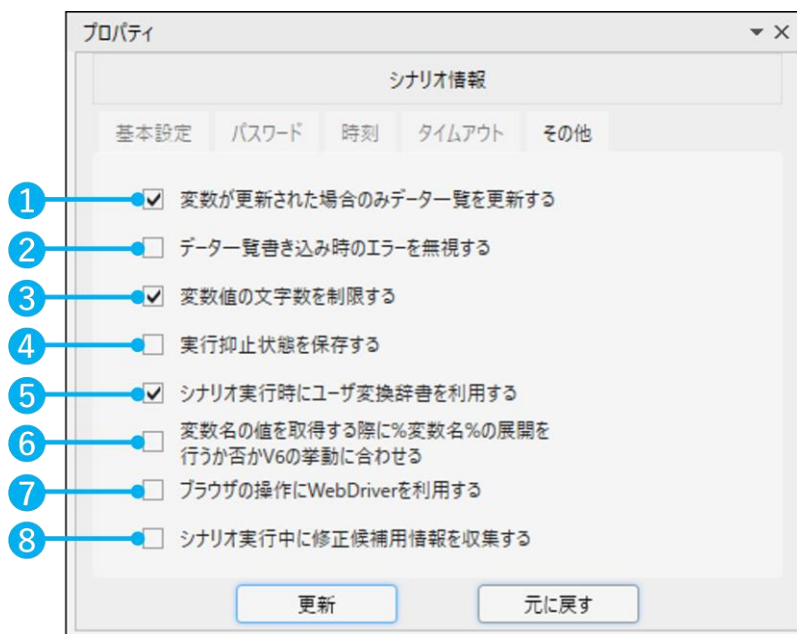 プロパティ
シナリオ情報
基本設定 パスワード 時刻 タイムアウト その他
1 変数が更新された場合のみデータ一覧を更新する
2 データ一覧書き込み時のエラーを無視する
3 変数値の文字数を制限する
4 実行抑止状態を保存する
5 シナリオ実行時にユーザ変換辞書を利用する
6 変数名の値を取得する際に%変数名%の展開を
行うか否かV6の挙動に合わせる
7 ブラウザの操作にWebDriverを利用する
8 シナリオ実行中に修正候補用情報を収集する
更新 元に戻す